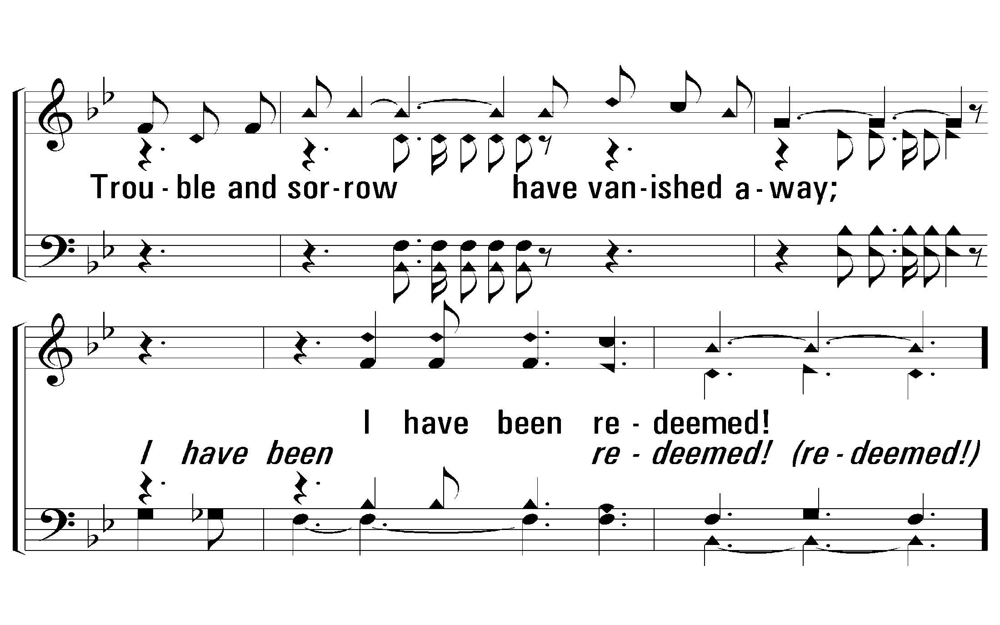 Trou - ble and sor - row have van - ished a - way;
I have been re - deemed!
I have been re - deemed! (re - deemed!)